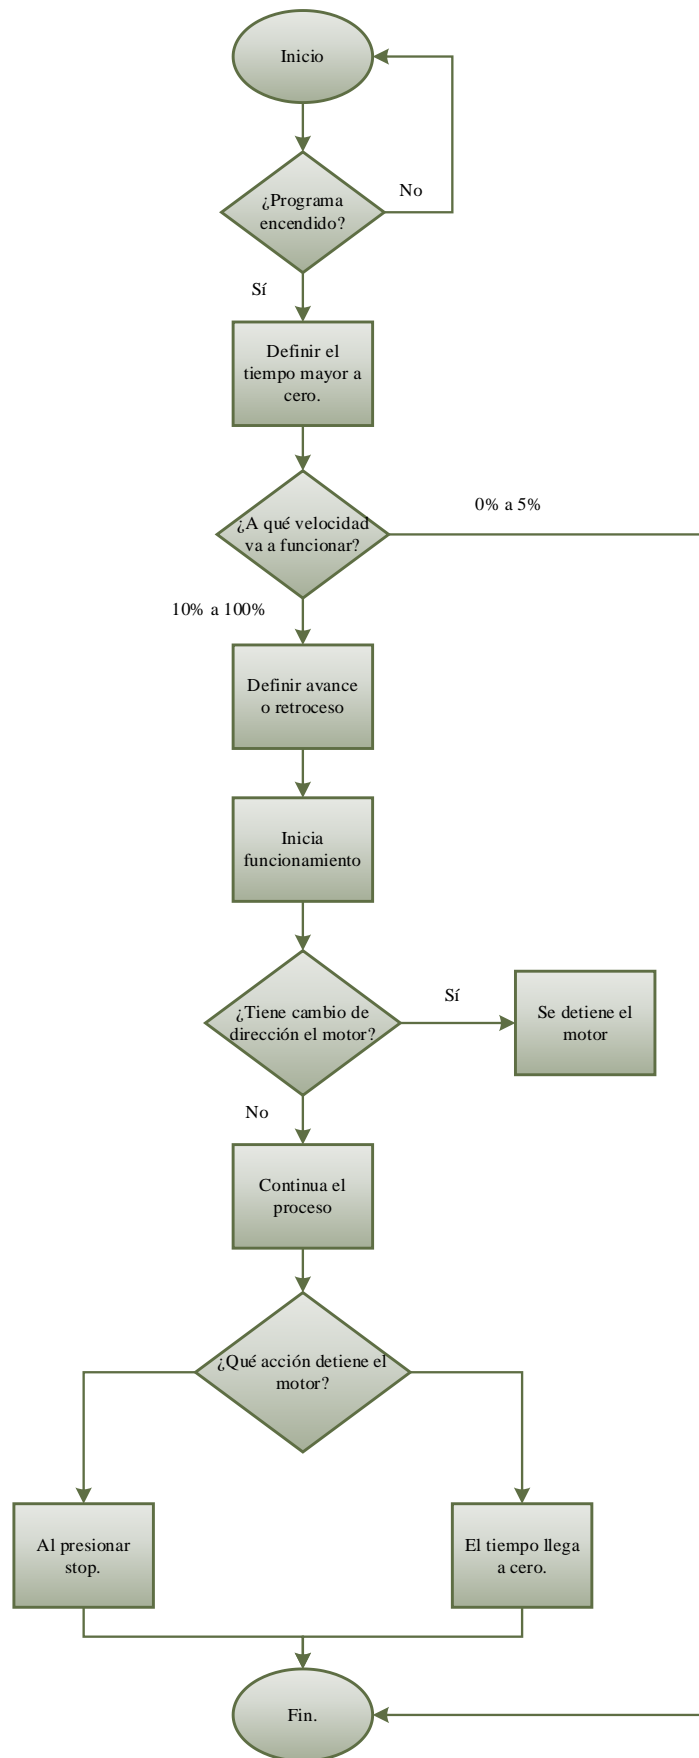 Inicio
¿Programa
encendido?
No
Sí
Definir el
tiempo mayor a
cero.
¿A qué velocidad
va a funcionar?
0% a 5%
10% a 100%
Definir avance
o retroceso
Inicia
funcionamiento
¿Tiene cambio de
dirección el motor?
Sí
Se detiene el
motor
No
Continua el
proceso
¿Qué acción detiene el
motor?
Al presionar
stop.
El tiempo llega
a cero.
Fin.